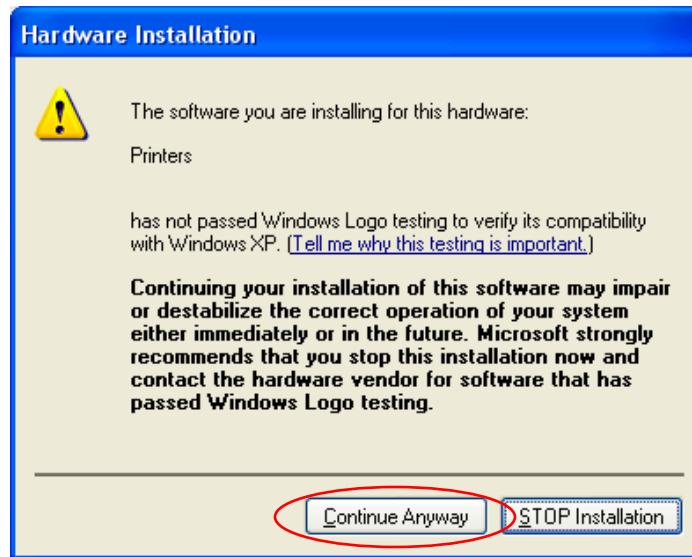 Hardware Installation
The software you are installing for this hardware:
Printers
has not passed Windows Logo testing to verify its compatibility
with Windows XP. (Tell me why this testing is important.)
Continuing your installation of this software may impair
or destabilize the correct operation of your system
either immediately or in the future. Microsoft strongly
recommends that you stop this installation now and
contact the hardware vendor for software that has
passed Windows Logo testing.
Continue Anyway
STOP Installation